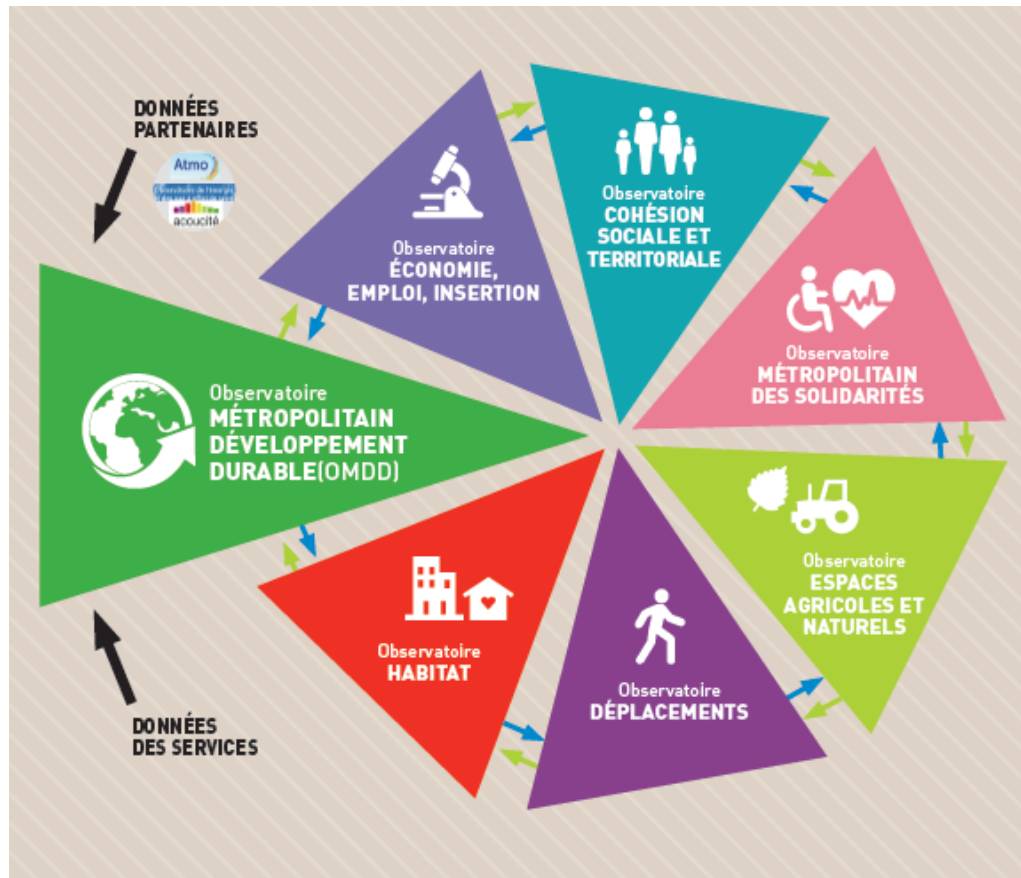 DONNÉES
PARTENAIRES
Atmo
acoucité
Observatoire
ÉCONOMIE,
EMPLOI, INSERTION
Observatoire
COHÉSION
SOCIALE ET
TERRITORIALE
Observatoire
MÉTROPOLITAIN
DES SOLIDARITÉS
Observatoire
MÉTROPOLITAIN
DÉVELOPPEMENT
DURABLE(OMDD)
Observatoire
ESPACES
AGRICOLES ET
NATURELS
Observatoire
HABITAT
Observatoire
DÉPLACEMENTS
DONNÉES
DES SERVICES